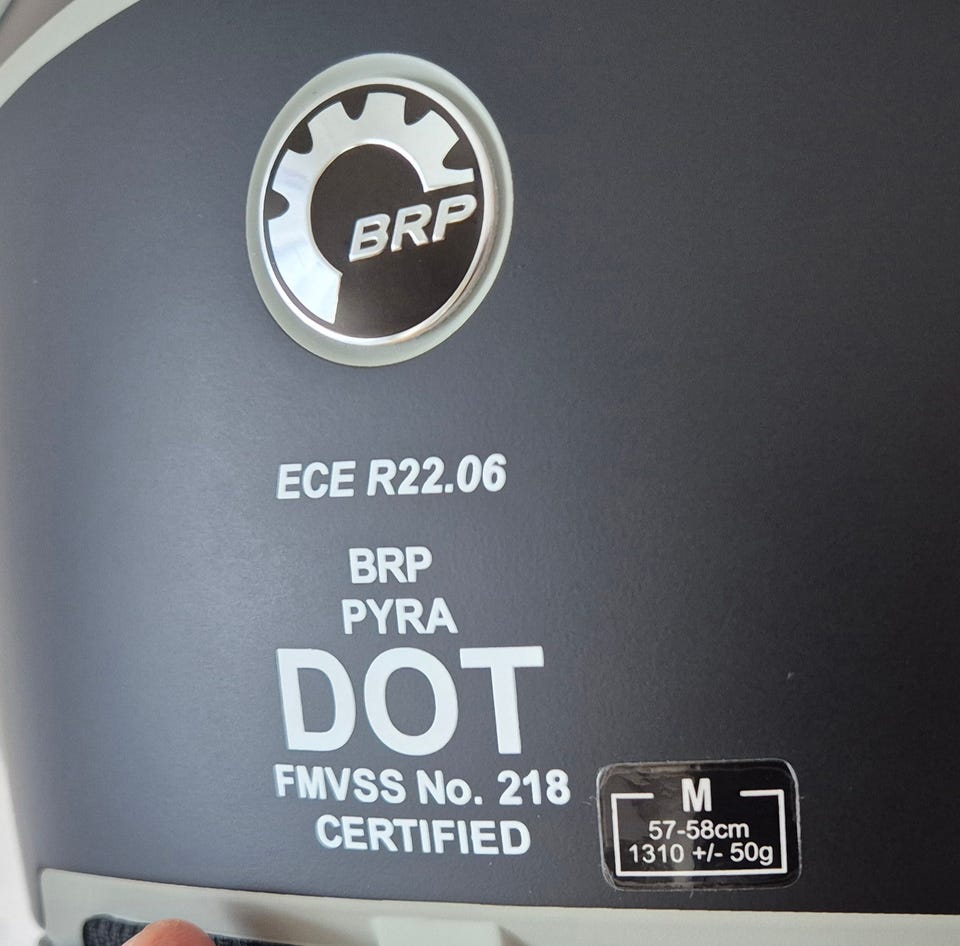 BRP
ECE R22.06
BRP
PYRA
DOT
FMVSS No. 218
CERTIFIED
M
57-58cm
1310 +/- 50g